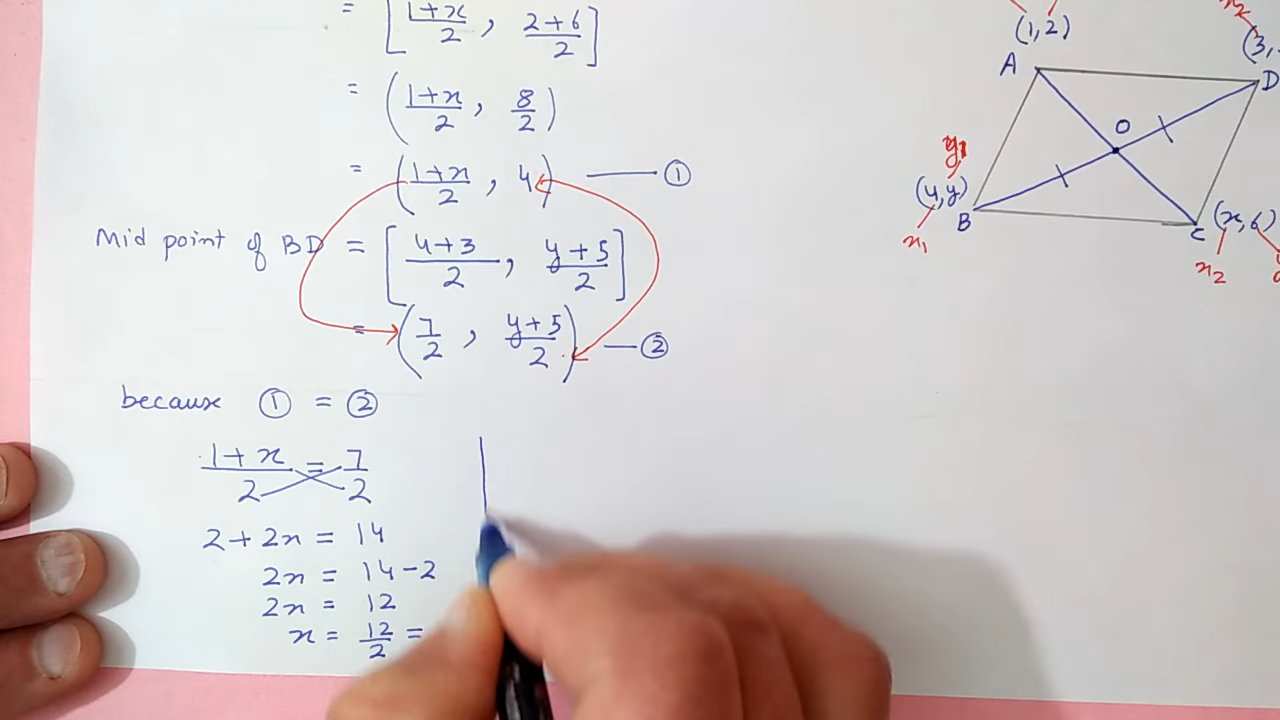 = [ (1+x)/2 , (2+6)/2 ]
= ( (1+x)/2 , 8/2 )
= ( (1+x)/2 , 4 ) —— ①
Mid point of BD = [ (4+3)/2 , (y+5)/2 ]
= ( 7/2 , (y+5)/2 ) — ②
because ① = ②
(1+x)/2 = 7/2
2+2x = 14
2x = 14-2
2x = 12
x = 12/2 =
(1,2)
x2
(3,
A
D
O
y1
(4,y)
B
x1
C
(x,6)
x2